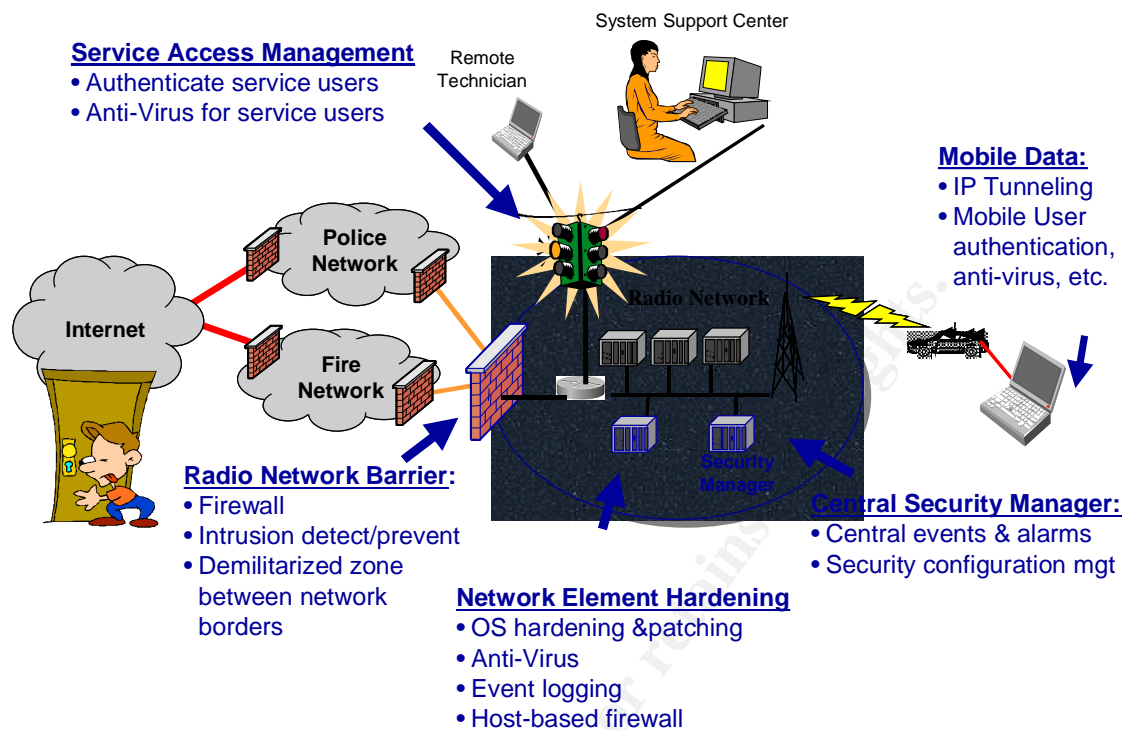 System Support Center
Service Access Management
• Authenticate service users
• Anti-Virus for service users
Remote
Technician
Mobile Data:
• IP Tunneling
• Mobile User
authentication,
anti-virus, etc.
Police
Network
Internet
Fire
Network
Radio Network
Security
Manager
Radio Network Barrier:
• Firewall
• Intrusion detect/prevent
• Demilitarized zone
between network
borders
Central Security Manager:
• Central events & alarms
• Security configuration mgt
Network Element Hardening
• OS hardening &patching
• Anti-Virus
• Event logging
• Host-based firewall